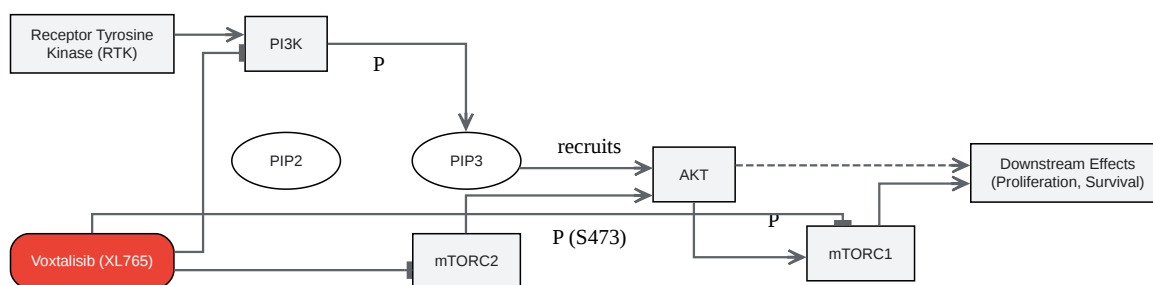 Receptor Tyrosine
Kinase (RTK)
PI3K
P
PIP2
PIP3
recruits
AKT
Downstream Effects
(Proliferation, Survival)
P
P (S473)
Voxtalisib (XL765)
mTORC2
mTORC1